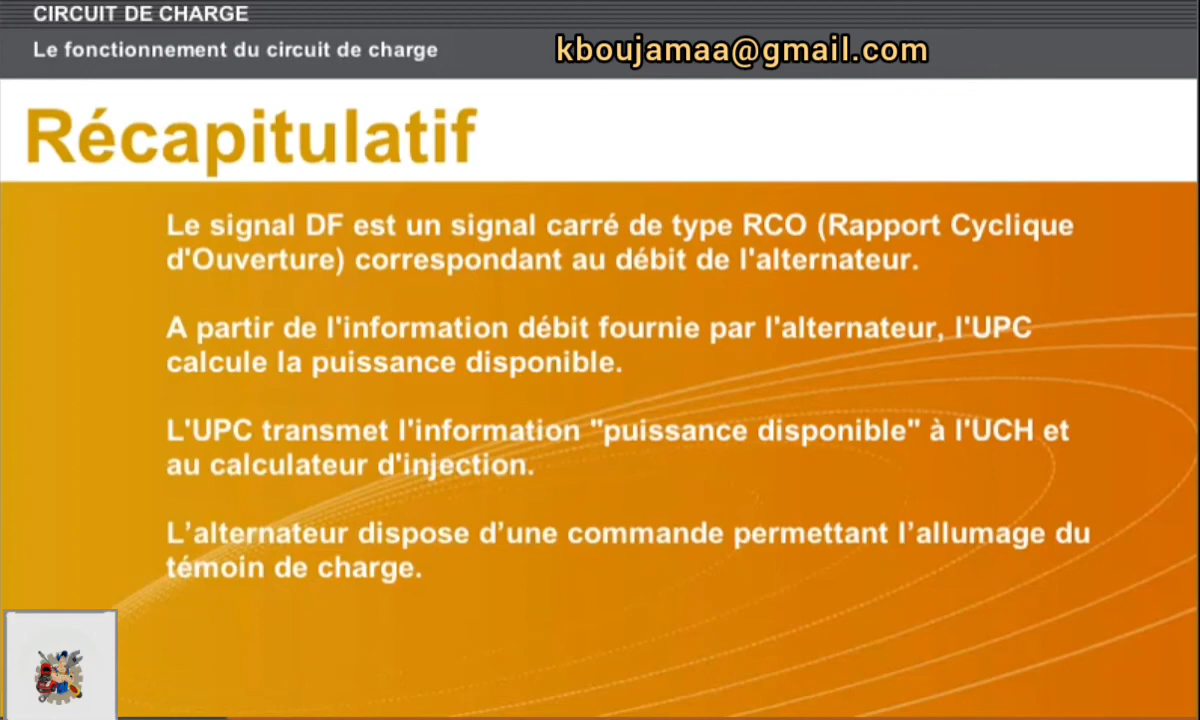 CIRCUIT DE CHARGE
Le fonctionnement du circuit de charge
kboujamaa@gmail.com
Récapitulatif
Le signal DF est un signal carré de type RCO (Rapport Cyclique
d'Ouverture) correspondant au débit de l'alternateur.
A partir de l'information débit fournie par l'alternateur, l'UPC
calcule la puissance disponible.
L'UPC transmet l'information "puissance disponible" à l'UCH et
au calculateur d'injection.
L’alternateur dispose d’une commande permettant l’allumage du
témoin de charge.